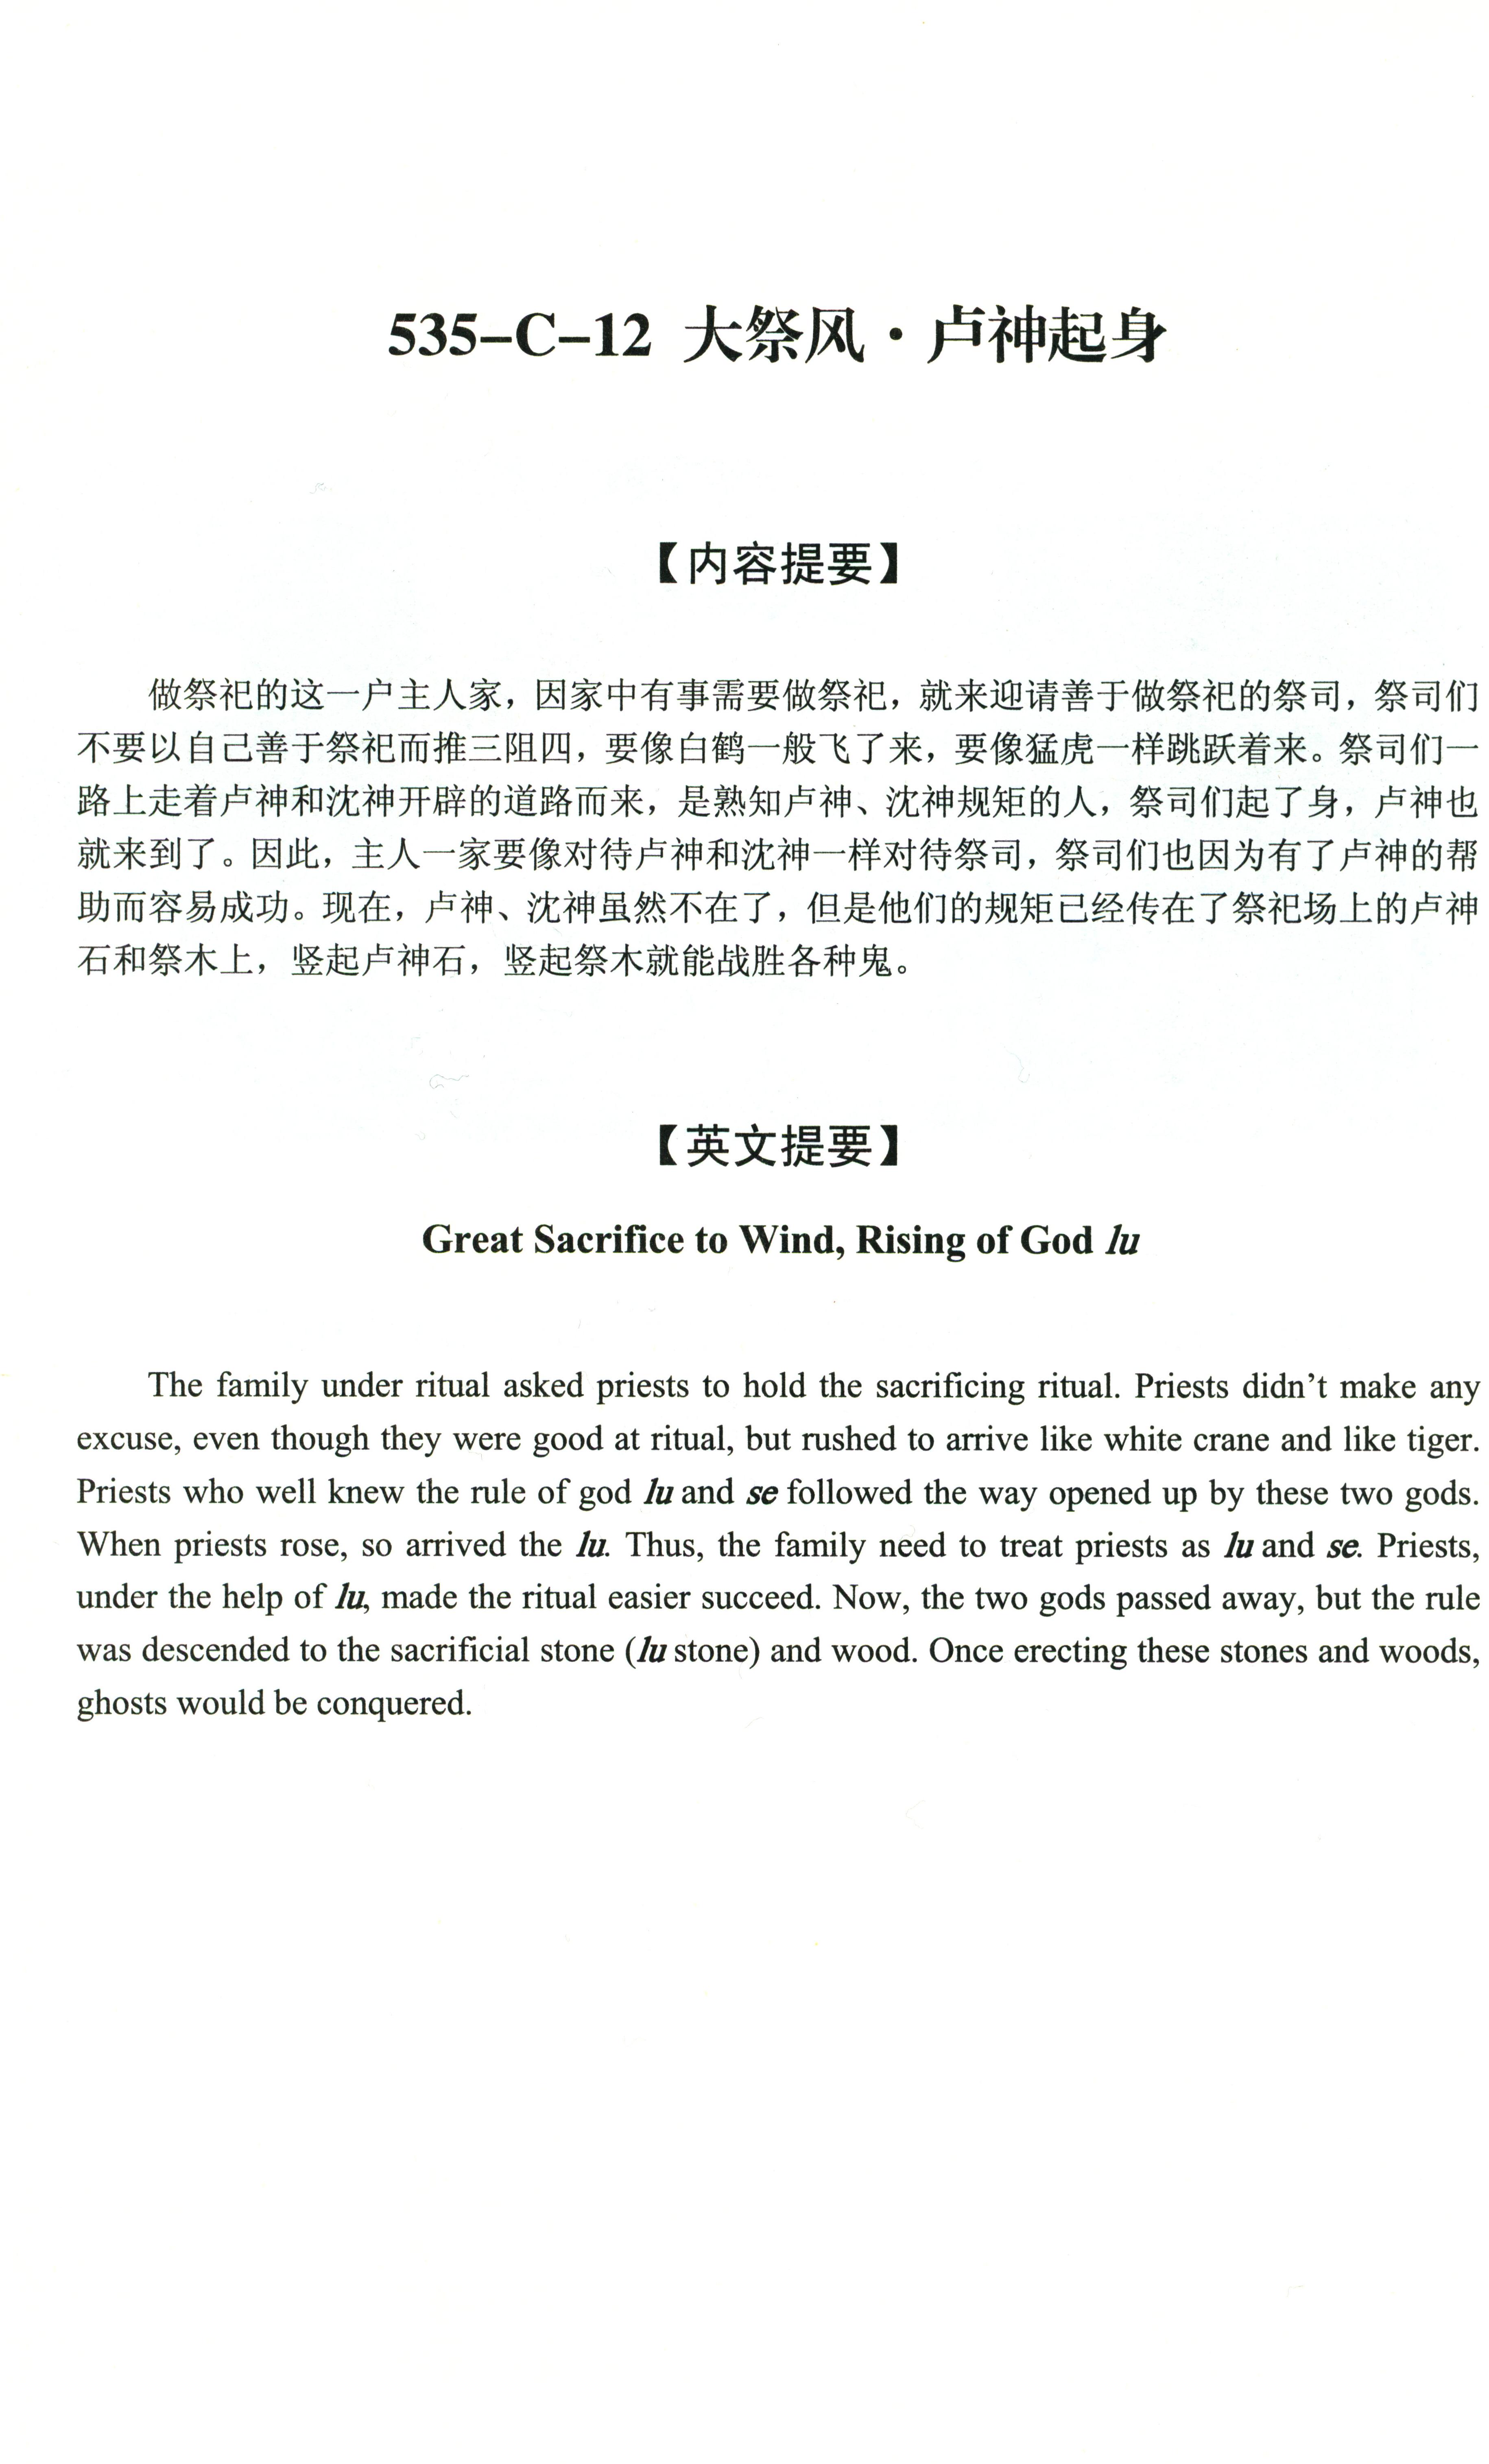 535–C–12 大祭风·卢神起身
【内容提要】
做祭祀的这一户主人家，因家中有事需要做祭祀，就来迎请善于做祭祀的祭司，祭司们
不要以自己善于祭祀而推三阻四，要像白鹤一般飞了来，要像猛虎一样跳跃着来。祭司们一
路上走着卢神和沈神开辟的道路而来，是熟知卢神、沈神规矩的人，祭司们起了身，卢神也
就来到了。因此，主人一家要像对待卢神和沈神一样对待祭司，祭司们也因为有了卢神的帮
助而容易成功。现在，卢神、沈神虽然不在了，但是他们的规矩已经传在了祭祀场上的卢神
石和祭木上，竖起卢神石，竖起祭木就能战胜各种鬼。
【英文提要】
Great Sacrifice to Wind, Rising of God lu
The family under ritual asked priests to hold the sacrificing ritual. Priests didn’t make any
excuse, even though they were good at ritual, but rushed to arrive like white crane and like tiger.
Priests who well knew the rule of god lu and se followed the way opened up by these two gods.
When priests rose, so arrived the lu. Thus, the family need to treat priests as lu and se. Priests,
under the help of lu, made the ritual easier succeed. Now, the two gods passed away, but the rule
was descended to the sacrificial stone (lu stone) and wood. Once erecting these stones and woods,
ghosts would be conquered.